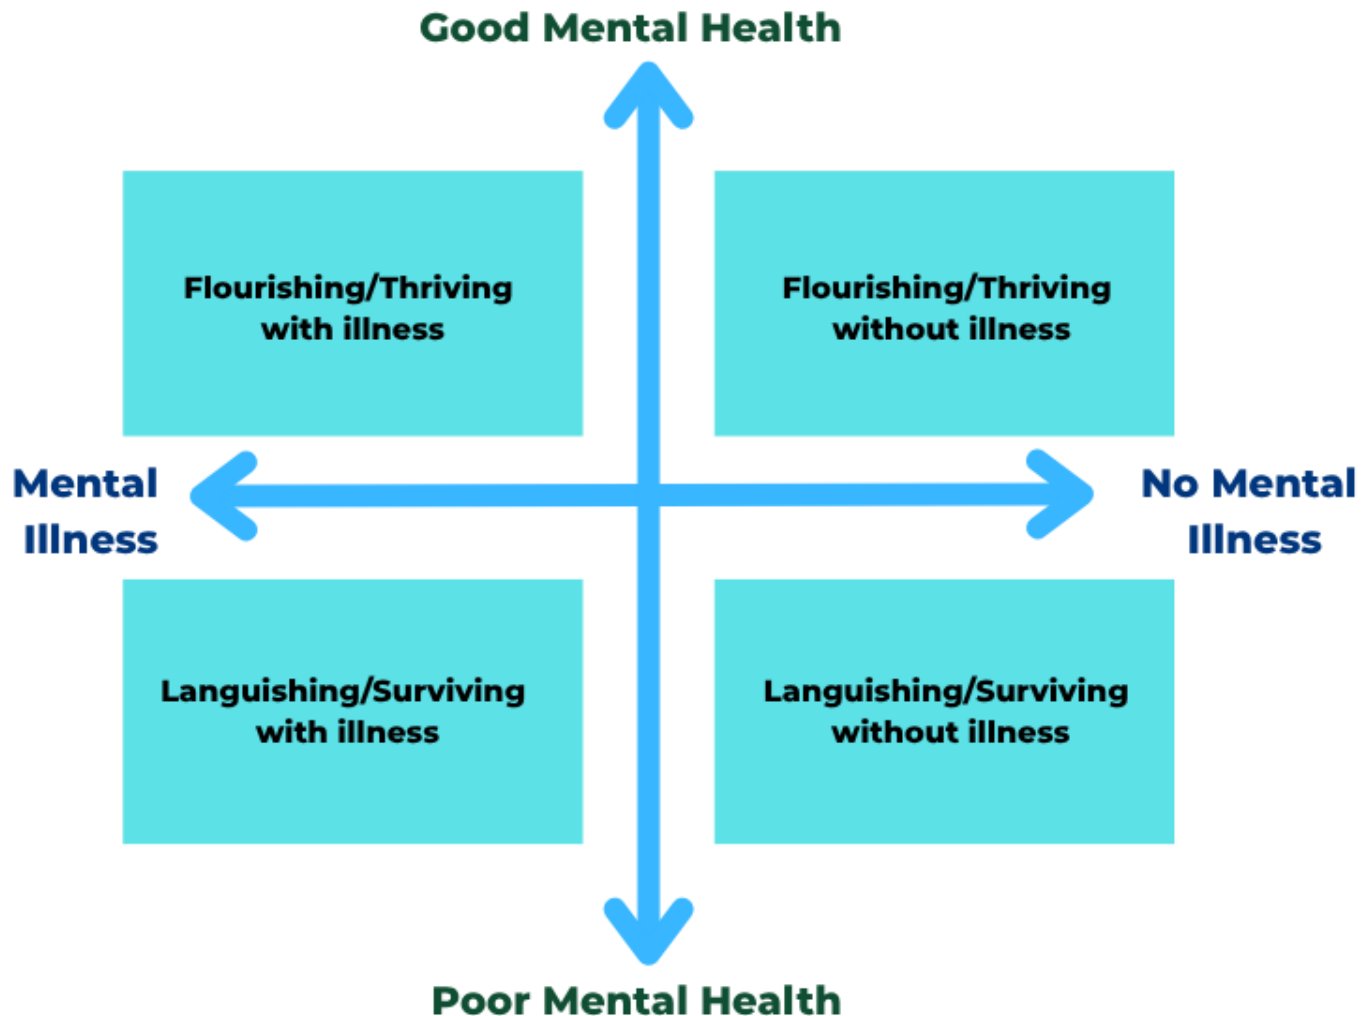 Good Mental Health
Flourishing/Thriving
with illness
Flourishing/Thriving
without illness
Mental
Illness
No Mental
Illness
Languishing/Surviving
with illness
Languishing/Surviving
without illness
Poor Mental Health